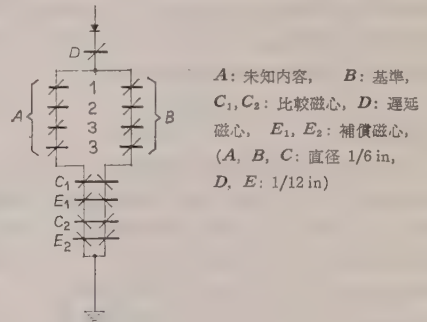 D
A
1
2
3
3
B
C₁
E₁
C₂
E₂
A: 未知内容, B: 基準,
C₁, C₂: 比較磁心, D: 遅延
磁心, E₁, E₂: 補償磁心,
(A, B, C: 直径 1/6 in,
D, E: 1/12 in)